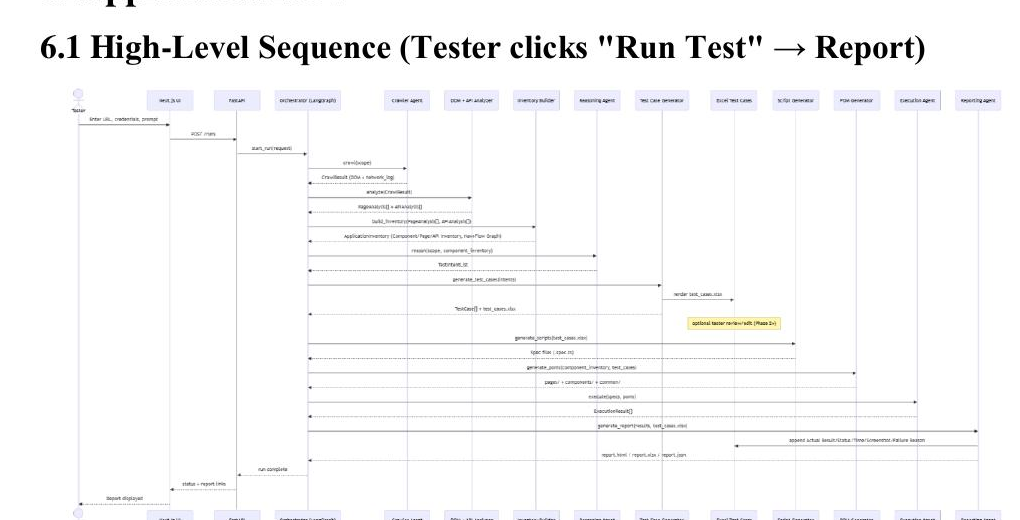 6.1 High-Level Sequence (Tester clicks "Run Test" → Report)
Tester
Next.js UI
FastAPI
Orchestrator (LangGraph)
Crawler Agent
DOM + API Analyzer
Inventory Builder
Reasoning Agent
Test Case Generator
Excel Test Cases
Script Generator
POM Generator
Execution Agent
Reporting Agent
Enter URL, credentials, prompt
POST /runs
start_run(request)
crawl(scope)
CrawlResult (DOM + network_log)
analyze(CrawlResult)
PageAnalysis[] + APIAnalysis[]
build_inventory(PageAnalysis[], APIAnalysis[])
ApplicationInventory (Component/Page/API Inventory, Nav+Flow Graph)
reason(scope, component_inventory)
TestIntent_ist
generate_test_cases(intents)
render test_cases.xlsx
TestCase[] + test_cases.xlsx
optional tester review/edit (Phase 2+)
generate_scripts(test_cases.xlsx)
spec files (.spec.ts)
generate_poms(component_inventory, test_cases)
pages/ + components/ + common/
execute(specs, poms)
ExecutionResult[]
generate_report(results, test_cases.xlsx)
append Actual Result/Status/Time/Screenshot/Failure Reason
report.html / report.xlsx / report.json
run complete
status + report links
Report displayed